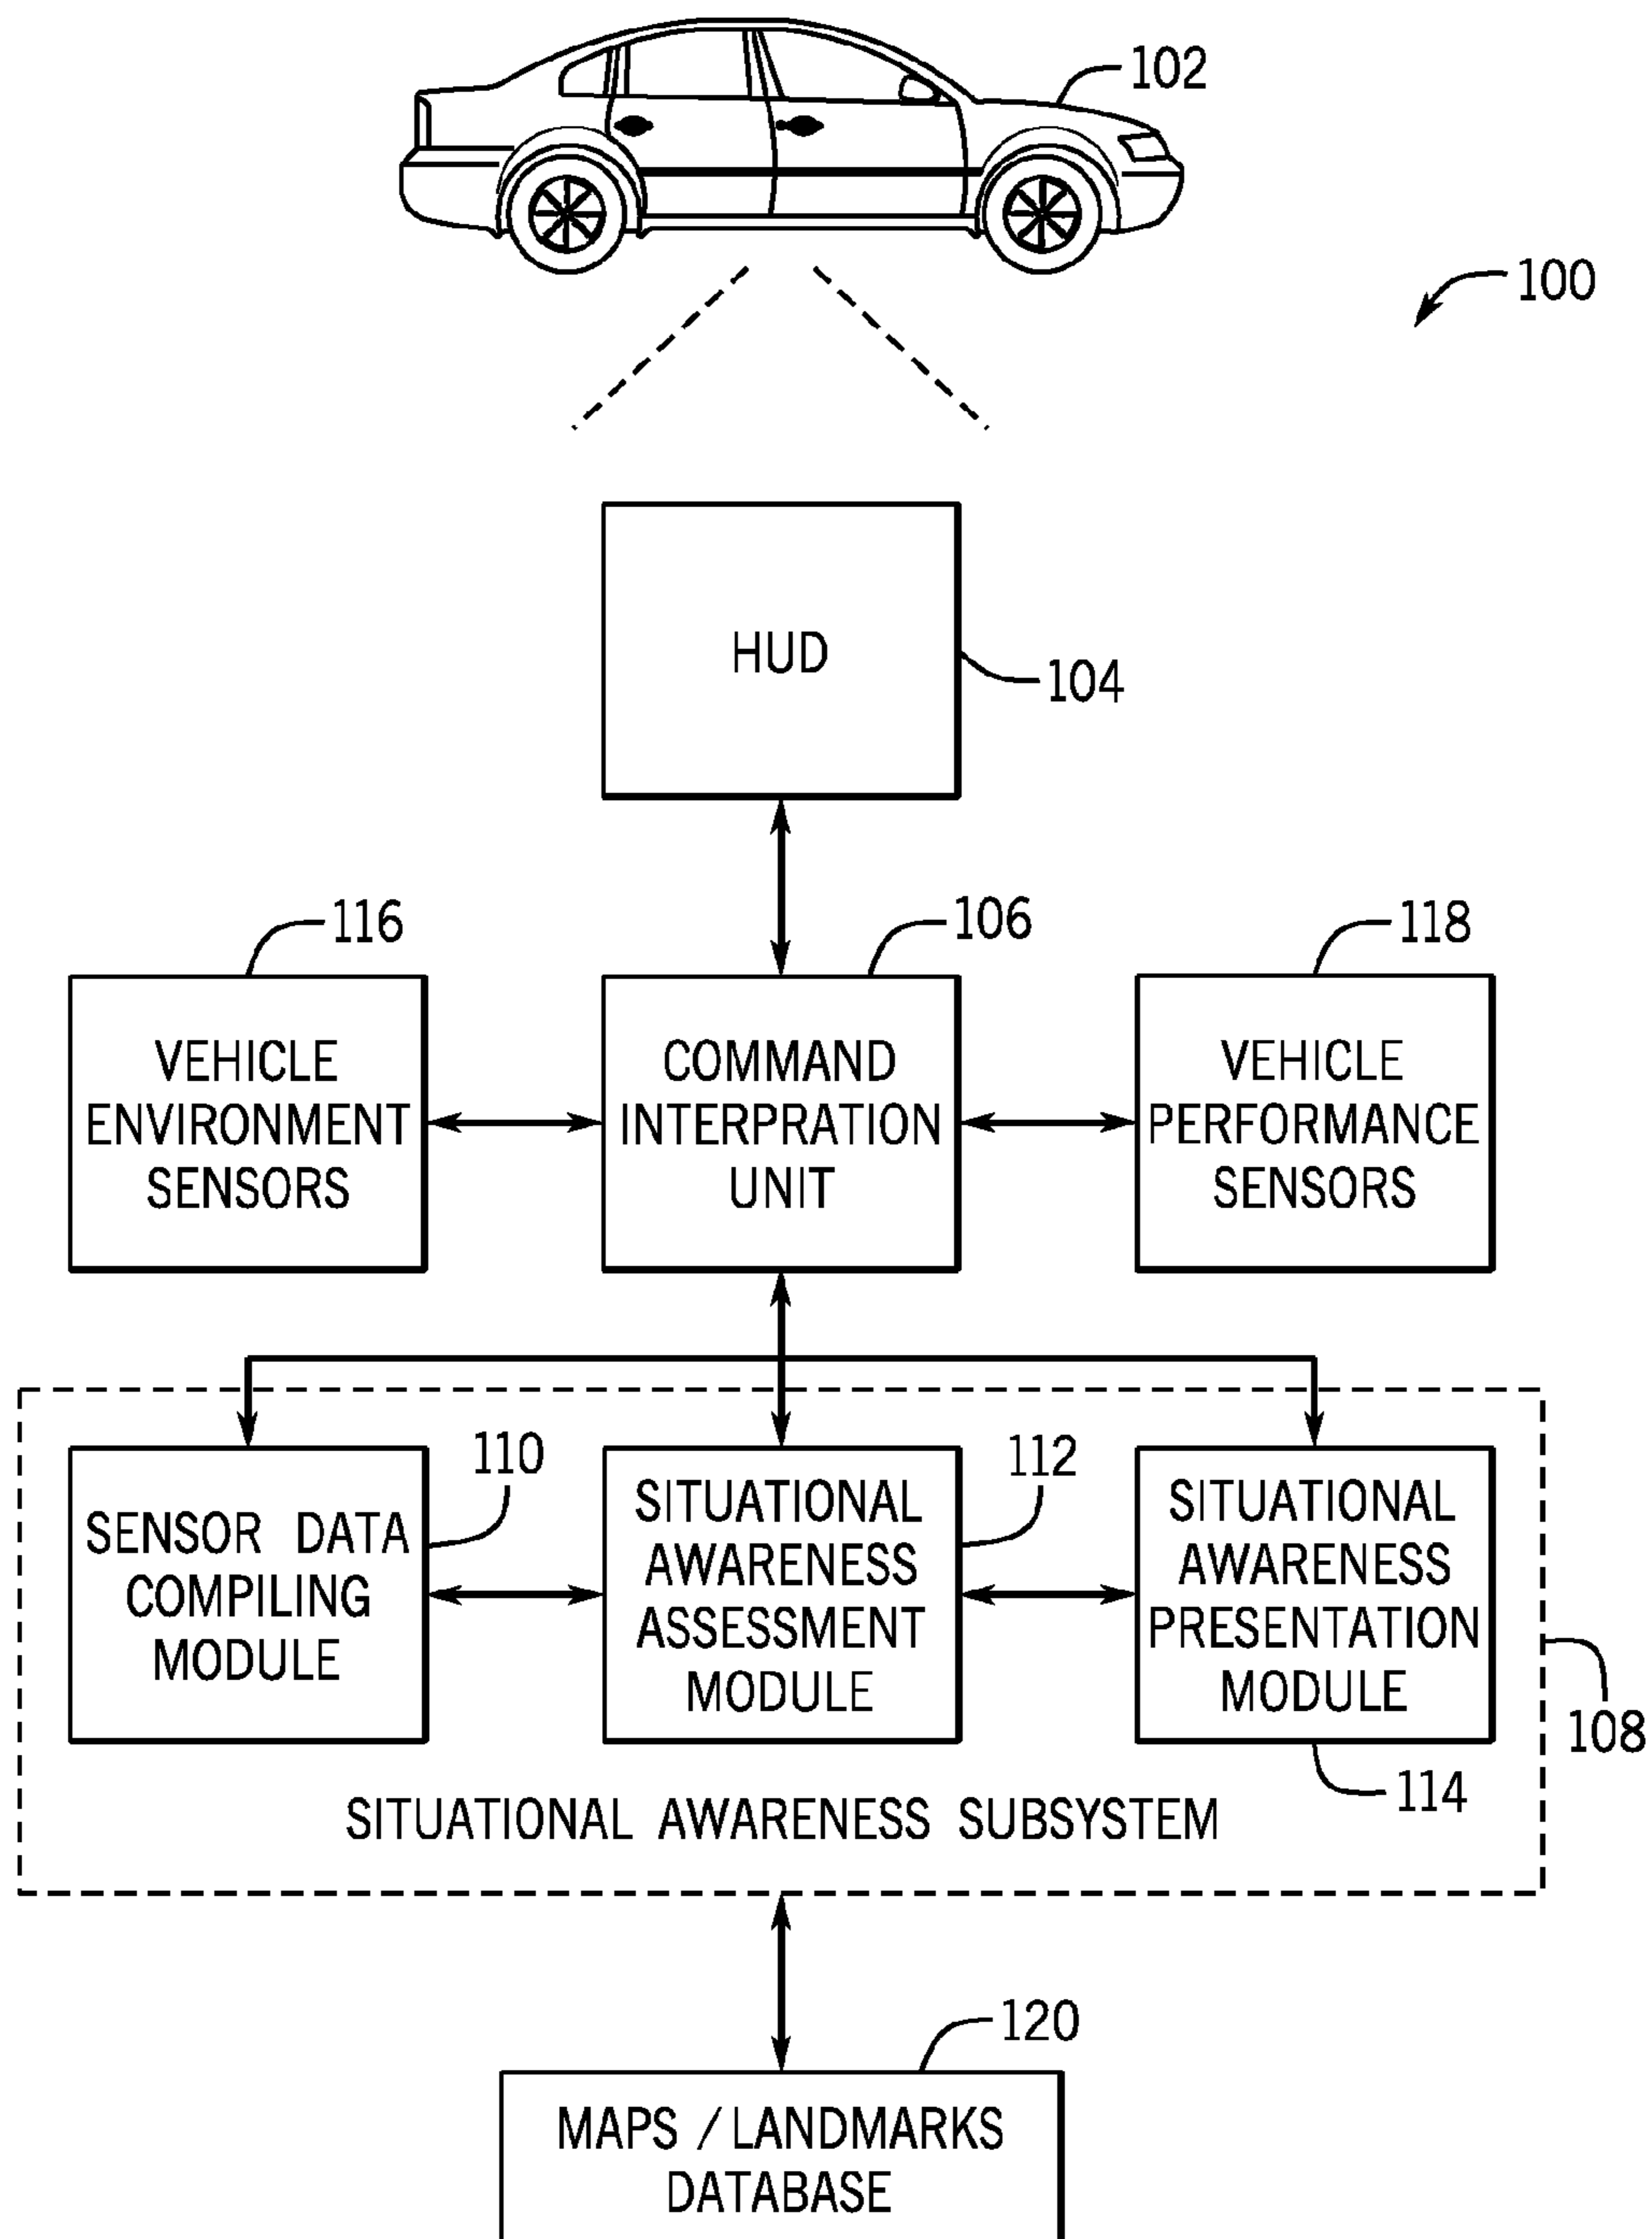 102
100
HUD
104
116
106
118
VEHICLE
ENVIRONMENT
SENSORS
COMMAND
INTERPRATION
UNIT
VEHICLE
PERFORMANCE
SENSORS
110
112
SENSOR DATA
COMPILING
MODULE
SITUATIONAL
AWARENESS
ASSESSMENT
MODULE
SITUATIONAL
AWARENESS
PRESENTATION
MODULE
108
114
SITUATIONAL AWARENESS SUBSYSTEM
120
MAPS / LANDMARKS
DATABASE